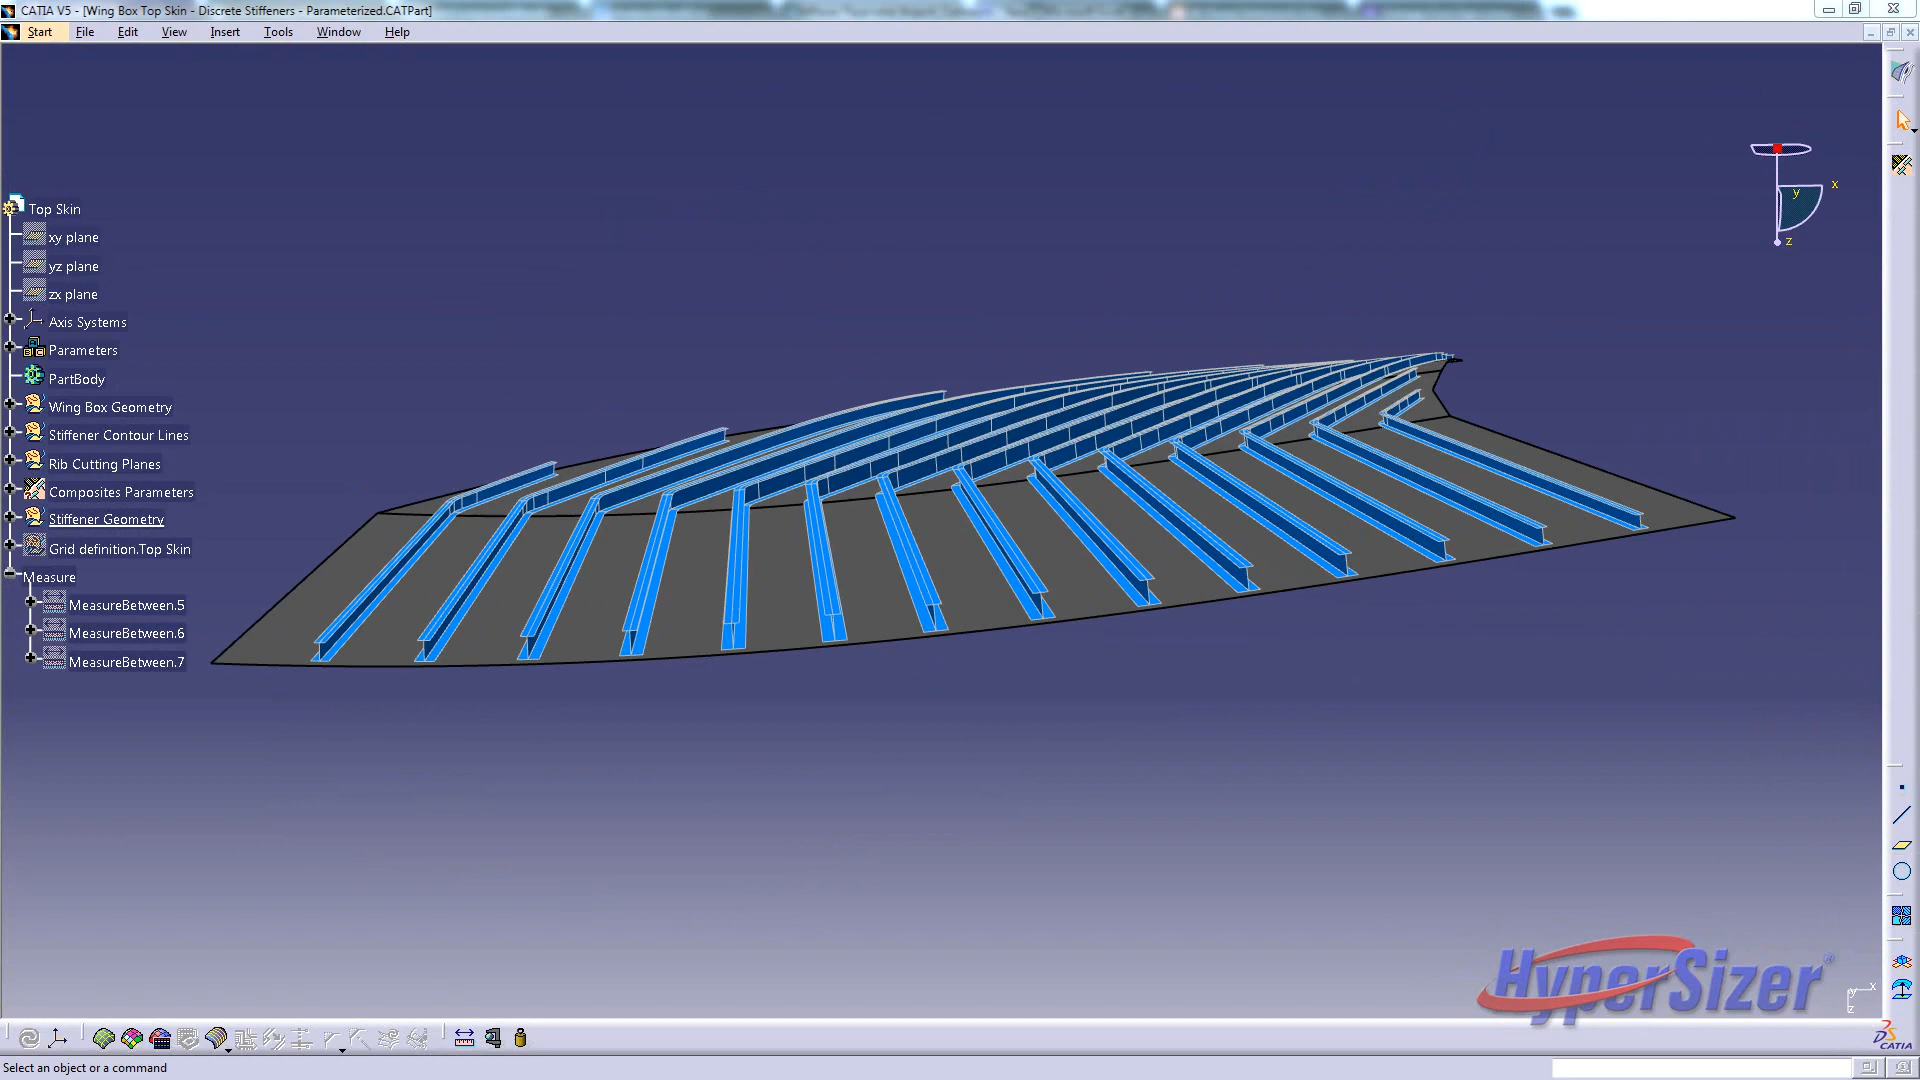 CATIA V5 - [Wing Box Top Skin - Discrete Stiffeners - Parameterized.CATPart]
Start File Edit View Insert Tools Window Help
x
y
z
Top Skin
xy plane
yz plane
zx plane
Axis Systems
Parameters
PartBody
Wing Box Geometry
Stiffener Contour Lines
Rib Cutting Planes
Composites Parameters
Stiffener Geometry
Grid definition.Top Skin
Measure
MeasureBetween.5
MeasureBetween.6
MeasureBetween.7
HyperSizer®
x
y
z
CATIA
Select an object or a command